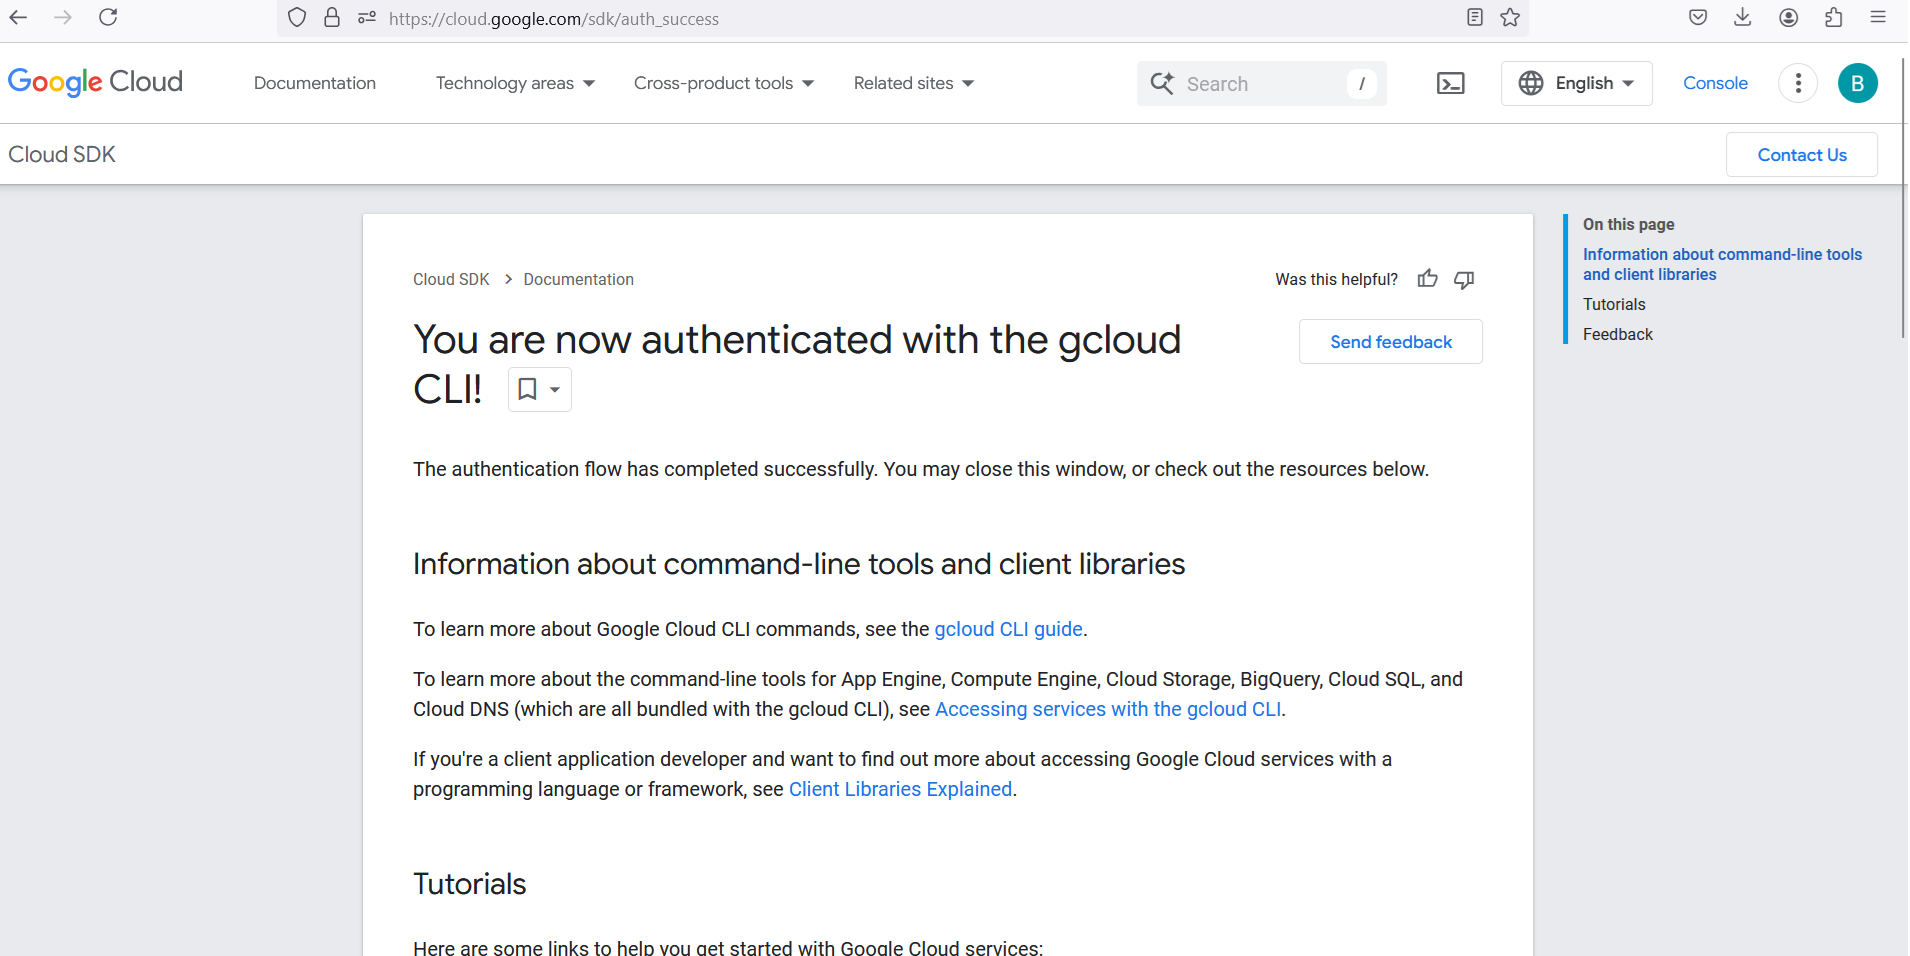 https://cloud.google.com/sdk/auth_success
Google Cloud
Documentation
Technology areas
Cross-product tools
Related sites
Search
/
English
Console
B
Cloud SDK
Contact Us
Cloud SDK > Documentation
Was this helpful?
You are now authenticated with the gcloud
CLI!
Send feedback
The authentication flow has completed successfully. You may close this window, or check out the resources below.
Information about command-line tools and client libraries
To learn more about Google Cloud CLI commands, see the gcloud CLI guide.
To learn more about the command-line tools for App Engine, Compute Engine, Cloud Storage, BigQuery, Cloud SQL, and
Cloud DNS (which are all bundled with the gcloud CLI), see Accessing services with the gcloud CLI.
If you're a client application developer and want to find out more about accessing Google Cloud services with a
programming language or framework, see Client Libraries Explained.
Tutorials
Here are some links to help you get started with Google Cloud services:
On this page
Information about command-line tools
and client libraries
Tutorials
Feedback